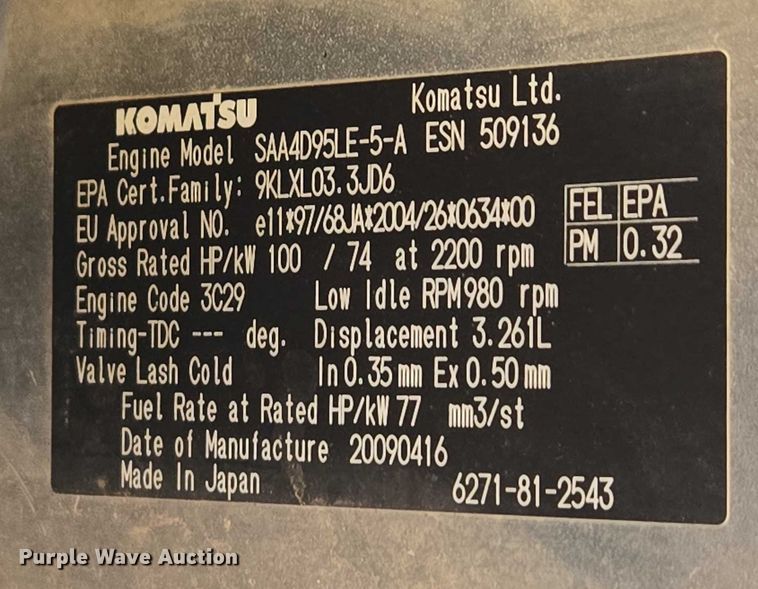 KOMATSU Komatsu Ltd.
Engine Model SAA4D95LE-5-A ESN 509136
EPA Cert.Family: 9KLXL03.3JD6
EU Approval NO. e11*97/68JA*2004/26*0634*00
FEL EPA
PM 0.32
Gross Rated HP/kW 100 / 74 at 2200 rpm
Engine Code 3C29 Low Idle RPM 980 rpm
Timing-TDC --- deg. Displacement 3.261L
Valve Lash Cold In 0.35 mm Ex 0.50 mm
Fuel Rate at Rated HP/kW 77 mm3/st
Date of Manufacture 20090416
Made In Japan 6271-81-2543
Purple Wave Auction